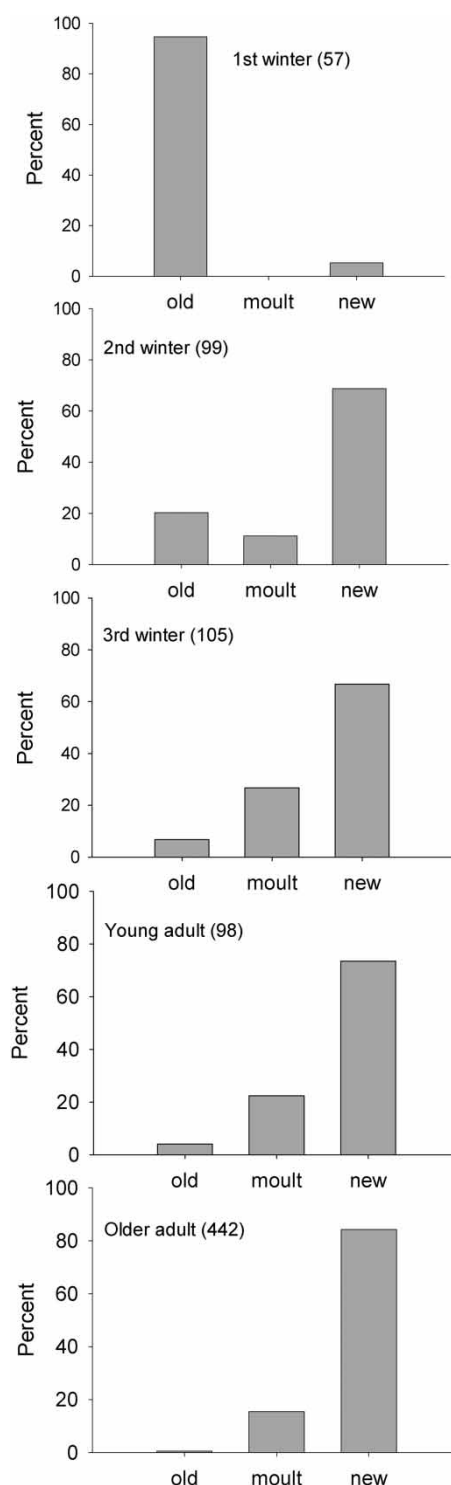 100
80
60
40
20
0
Percent
1st winter (57)
old moult new
100
80
60
40
20
0
Percent
2nd winter (99)
old moult new
100
80
60
40
20
0
Percent
3rd winter (105)
old moult new
100
80
60
40
20
0
Percent
Young adult (98)
old moult new
100
80
60
40
20
0
Percent
Older adult (442)
old moult new